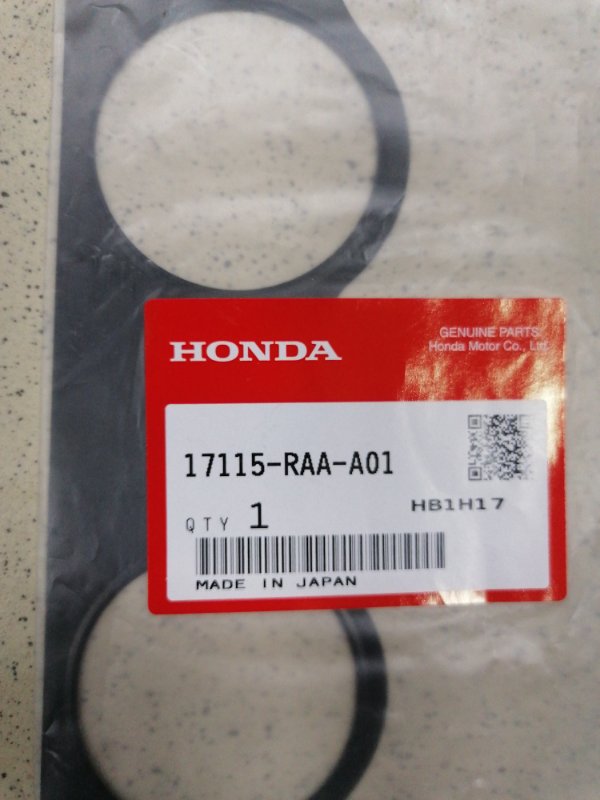 HONDA
GENUINE PARTS
Honda Motor Co., Ltd
17115-RAA-A01
HB1H17
QTY 1
MADE IN JAPAN